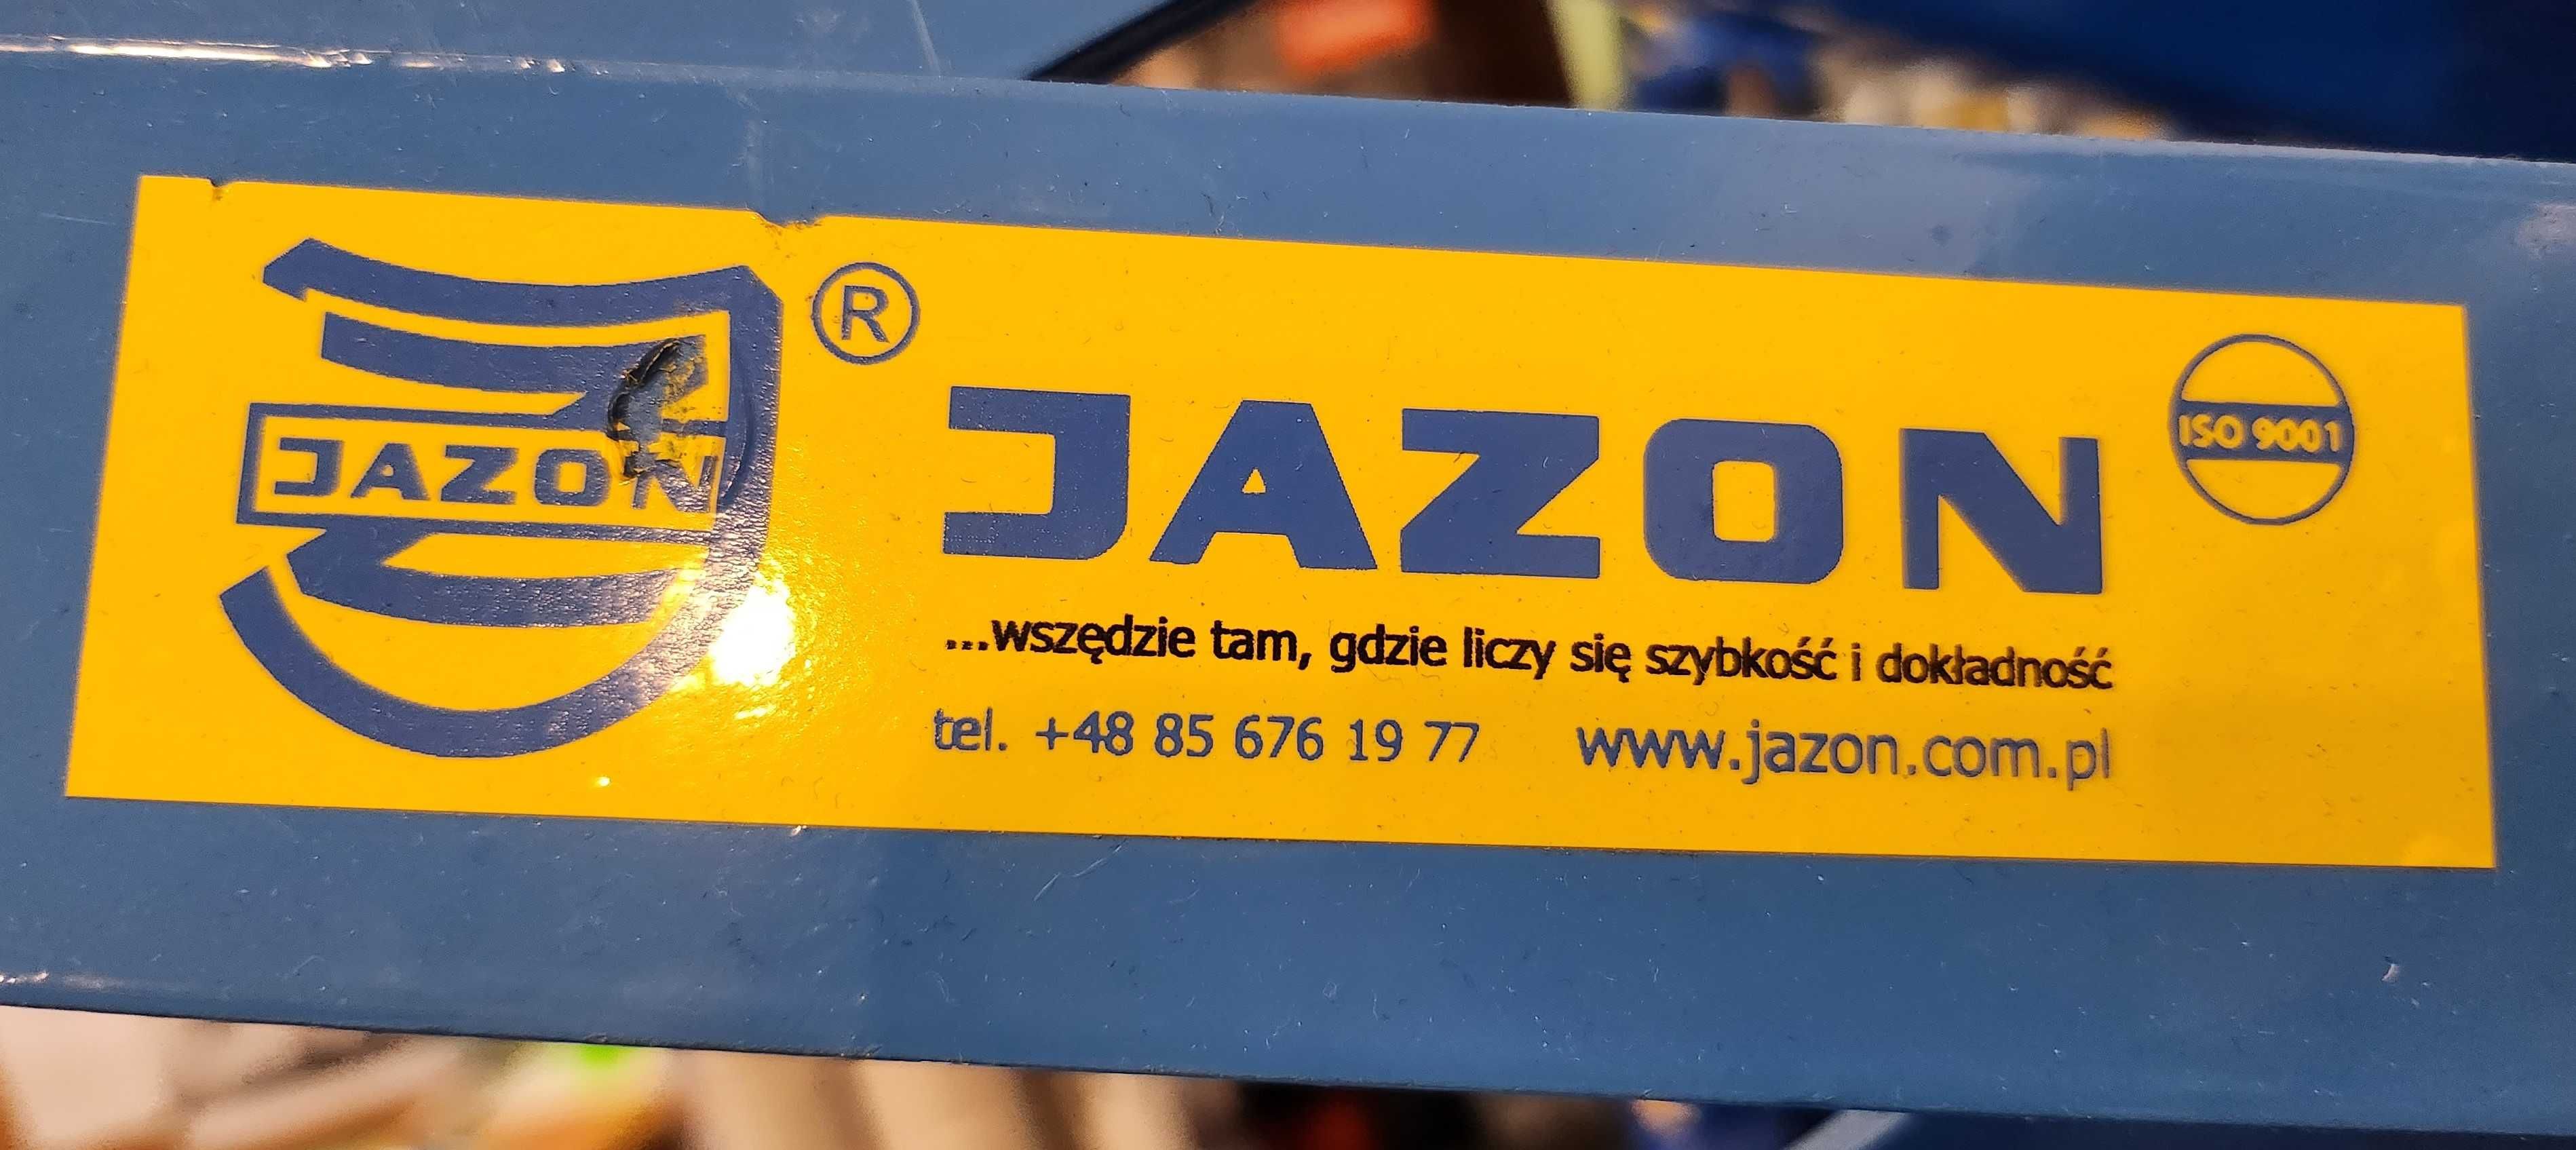 JAZON
®
JAZON
ISO 9001
...wszędzie tam, gdzie liczy się szybkość i dokładność
tel. +48 85 676 19 77 www.jazon.com.pl